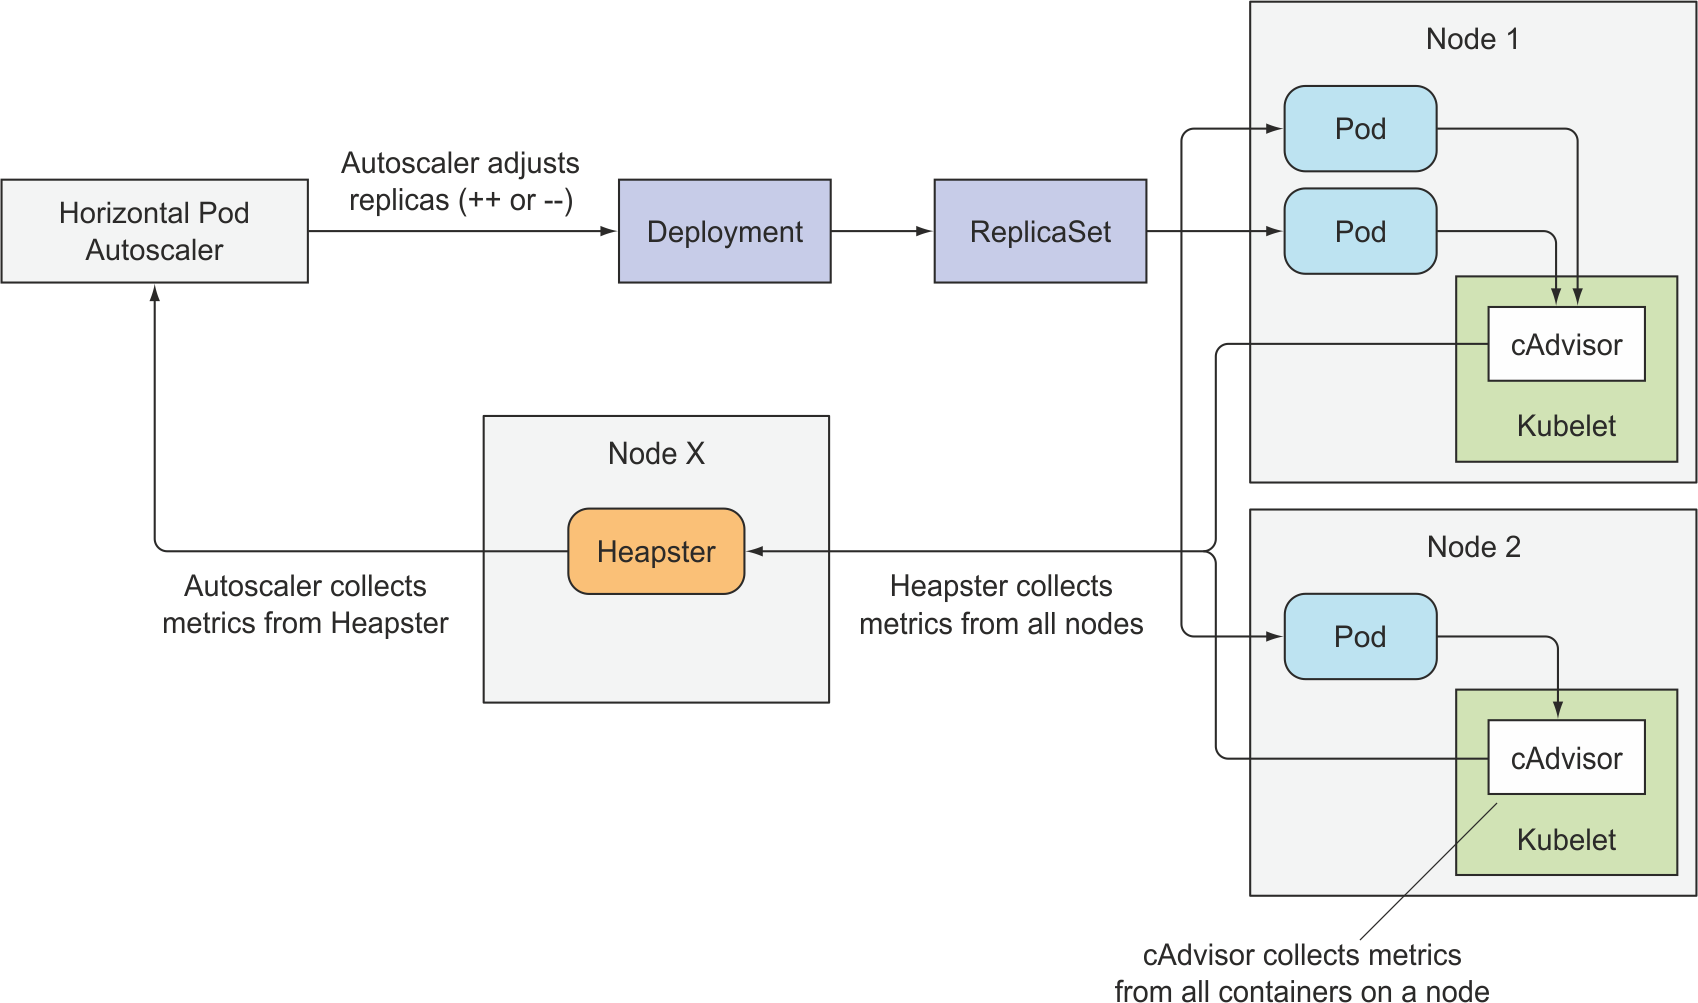 Node 1
Pod
Autoscaler adjusts
replicas (++ or --)
Horizontal Pod
Autoscaler
Deployment
ReplicaSet
Pod
cAdvisor
Kubelet
Node X
Heapster
Autoscaler collects
metrics from Heapster
Heapster collects
metrics from all nodes
Node 2
Pod
cAdvisor
Kubelet
cAdvisor collects metrics
from all containers on a node